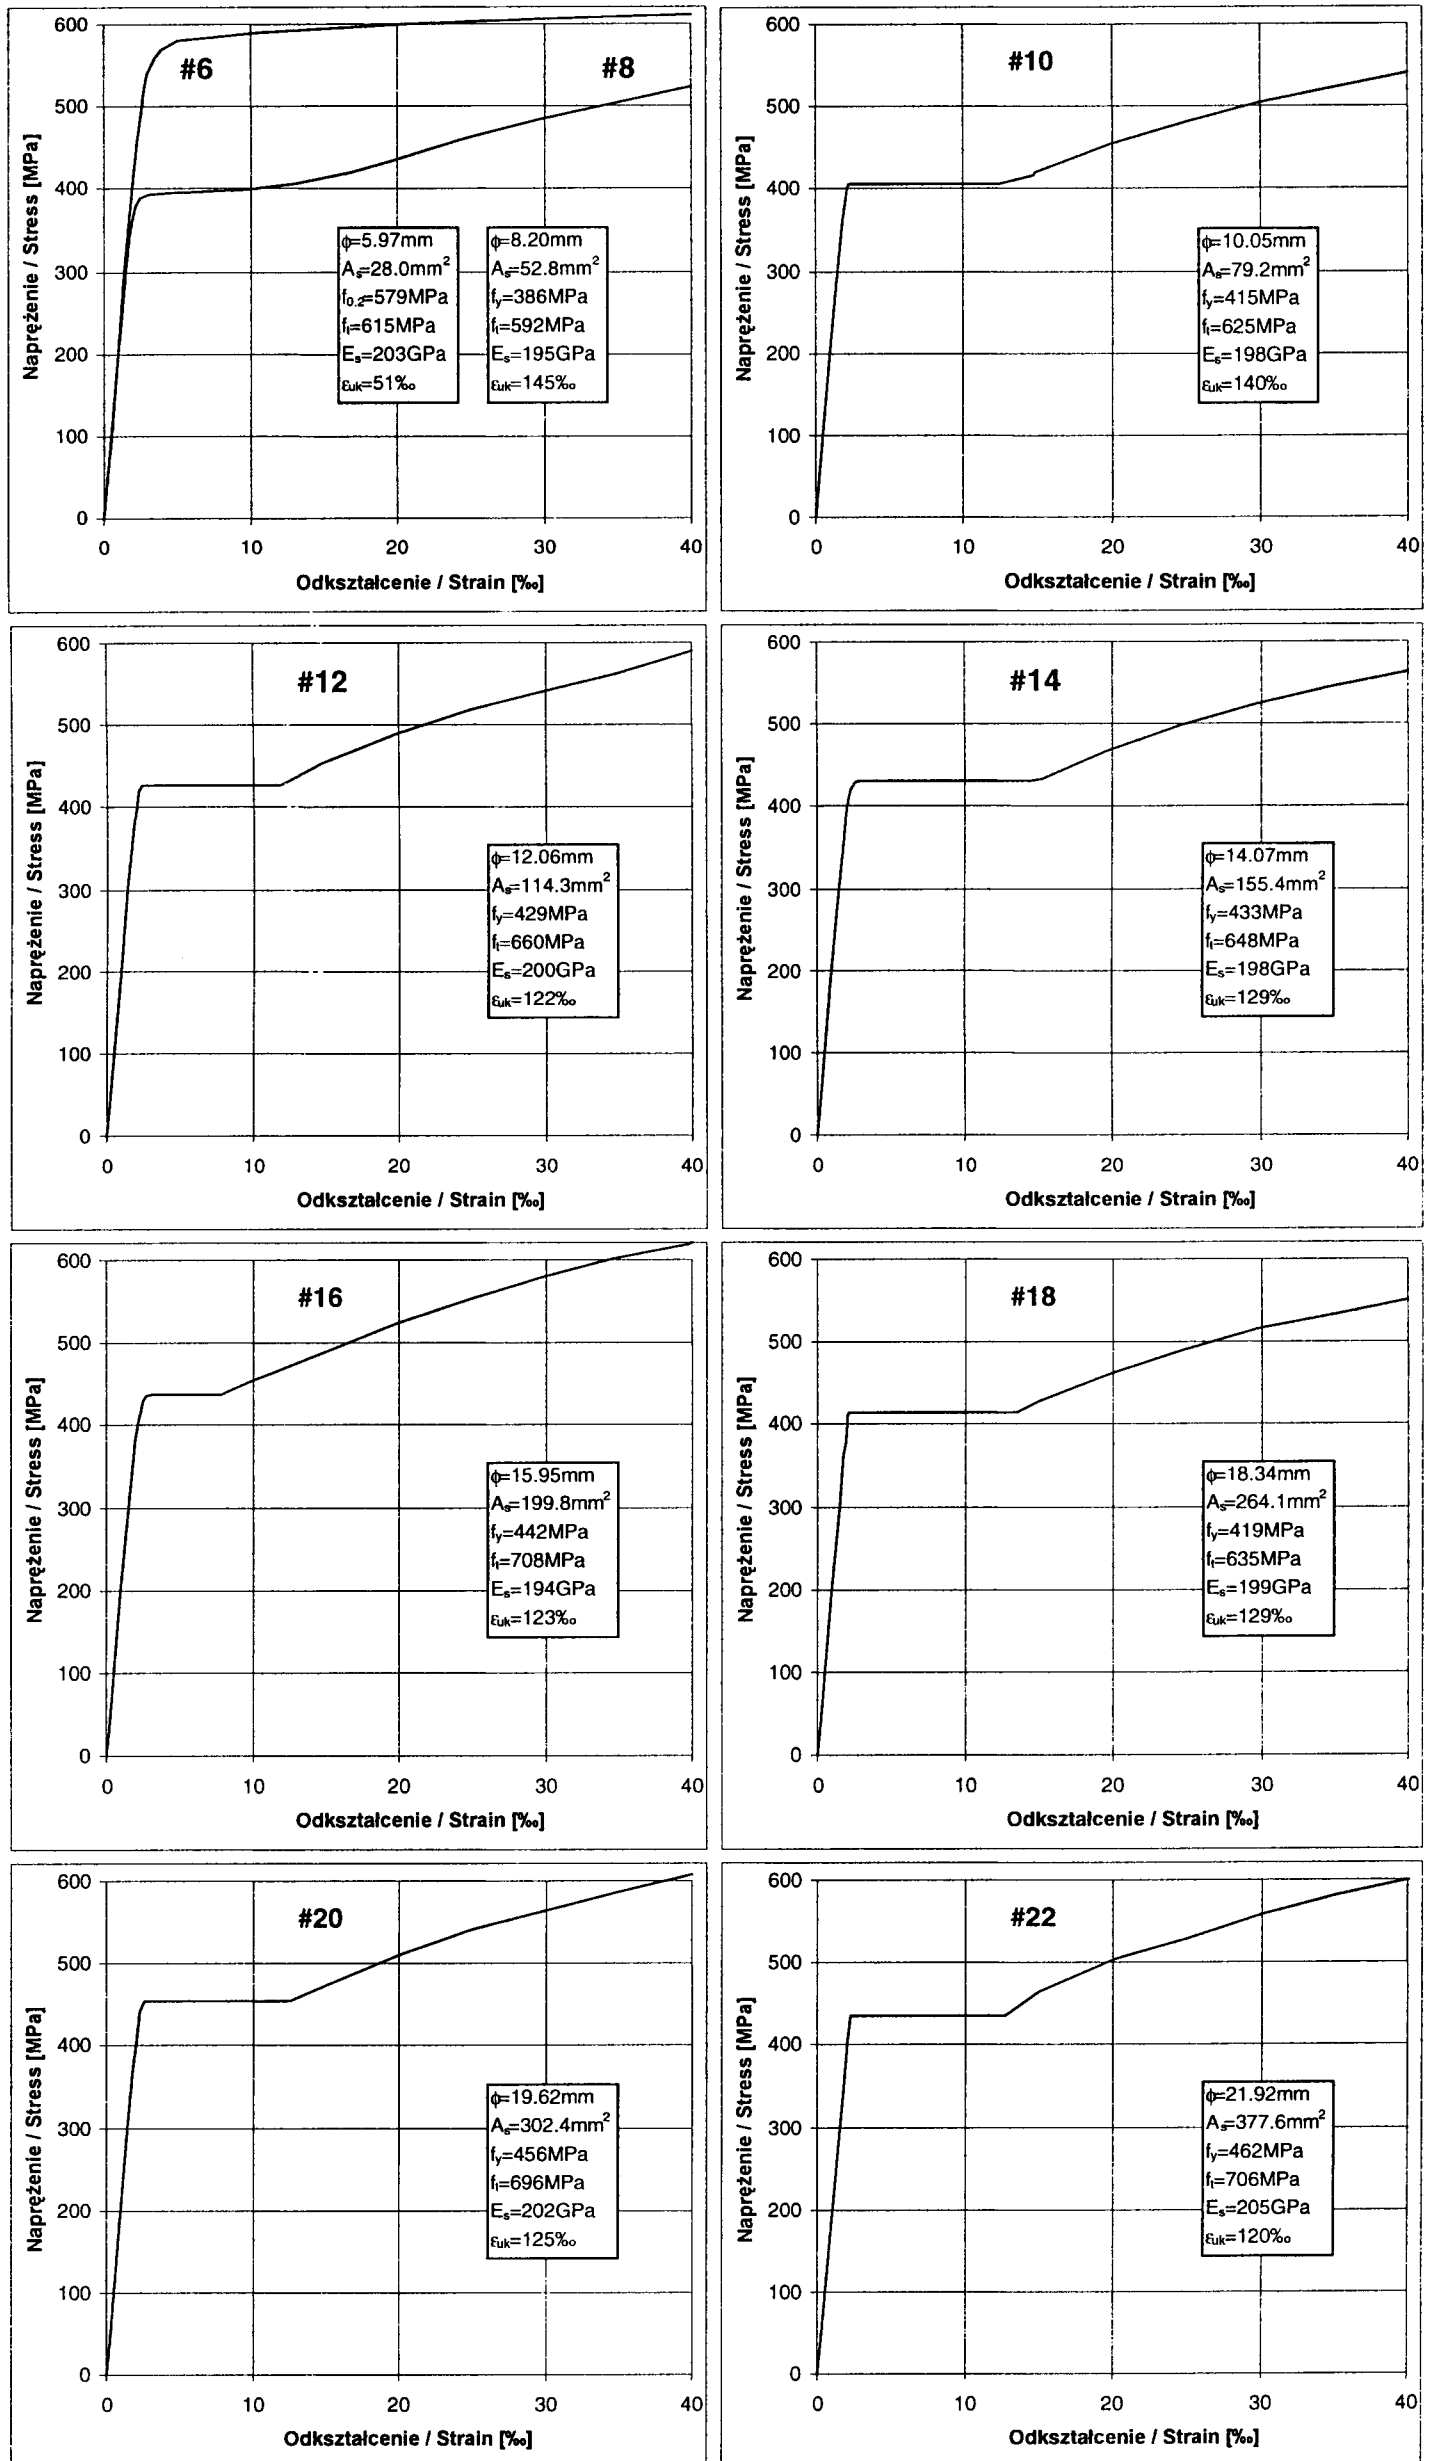 600
500
400
300
200
100
0
Naprężenie / Stress [MPa]
#6
#8
ϕ=5.97mm
Aₛ=28.0mm²
f₀.₂=579MPa
fₜ=615MPa
Eₛ=203GPa
εuk=51‰
ϕ=8.20mm
Aₛ=52.8mm²
fy=386MPa
fₜ=592MPa
Eₛ=195GPa
εuk=145‰
0 10 20 30 40
Odkształcenie / Strain [‰]
600
500
400
300
200
100
0
Naprężenie / Stress [MPa]
#10
ϕ=10.05mm
Aₛ=79.2mm²
fy=415MPa
fₜ=625MPa
Eₛ=198GPa
εuk=140‰
0 10 20 30 40
Odkształcenie / Strain [‰]
600
500
400
300
200
100
0
Naprężenie / Stress [MPa]
#12
ϕ=12.06mm
Aₛ=114.3mm²
fy=429MPa
fₜ=660MPa
Eₛ=200GPa
εuk=122‰
0 10 20 30 40
Odkształcenie / Strain [‰]
600
500
400
300
200
100
0
Naprężenie / Stress [MPa]
#14
ϕ=14.07mm
Aₛ=155.4mm²
fy=433MPa
fₜ=648MPa
Eₛ=198GPa
εuk=129‰
0 10 20 30 40
Odkształcenie / Strain [‰]
600
500
400
300
200
100
0
Naprężenie / Stress [MPa]
#16
ϕ=15.95mm
Aₛ=199.8mm²
fy=442MPa
fₜ=708MPa
Eₛ=194GPa
εuk=123‰
0 10 20 30 40
Odkształcenie / Strain [‰]
600
500
400
300
200
100
0
Naprężenie / Stress [MPa]
#18
ϕ=18.34mm
Aₛ=264.1mm²
fy=419MPa
fₜ=635MPa
Eₛ=199GPa
εuk=129‰
0 10 20 30 40
Odkształcenie / Strain [‰]
600
500
400
300
200
100
0
Naprężenie / Stress [MPa]
#20
ϕ=19.62mm
Aₛ=302.4mm²
fy=456MPa
fₜ=696MPa
Eₛ=202GPa
εuk=125‰
0 10 20 30 40
Odkształcenie / Strain [‰]
600
500
400
300
200
100
0
Naprężenie / Stress [MPa]
#22
ϕ=21.92mm
Aₛ=377.6mm²
fy=462MPa
fₜ=706MPa
Eₛ=205GPa
εuk=120‰
0 10 20 30 40
Odkształcenie / Strain [‰]